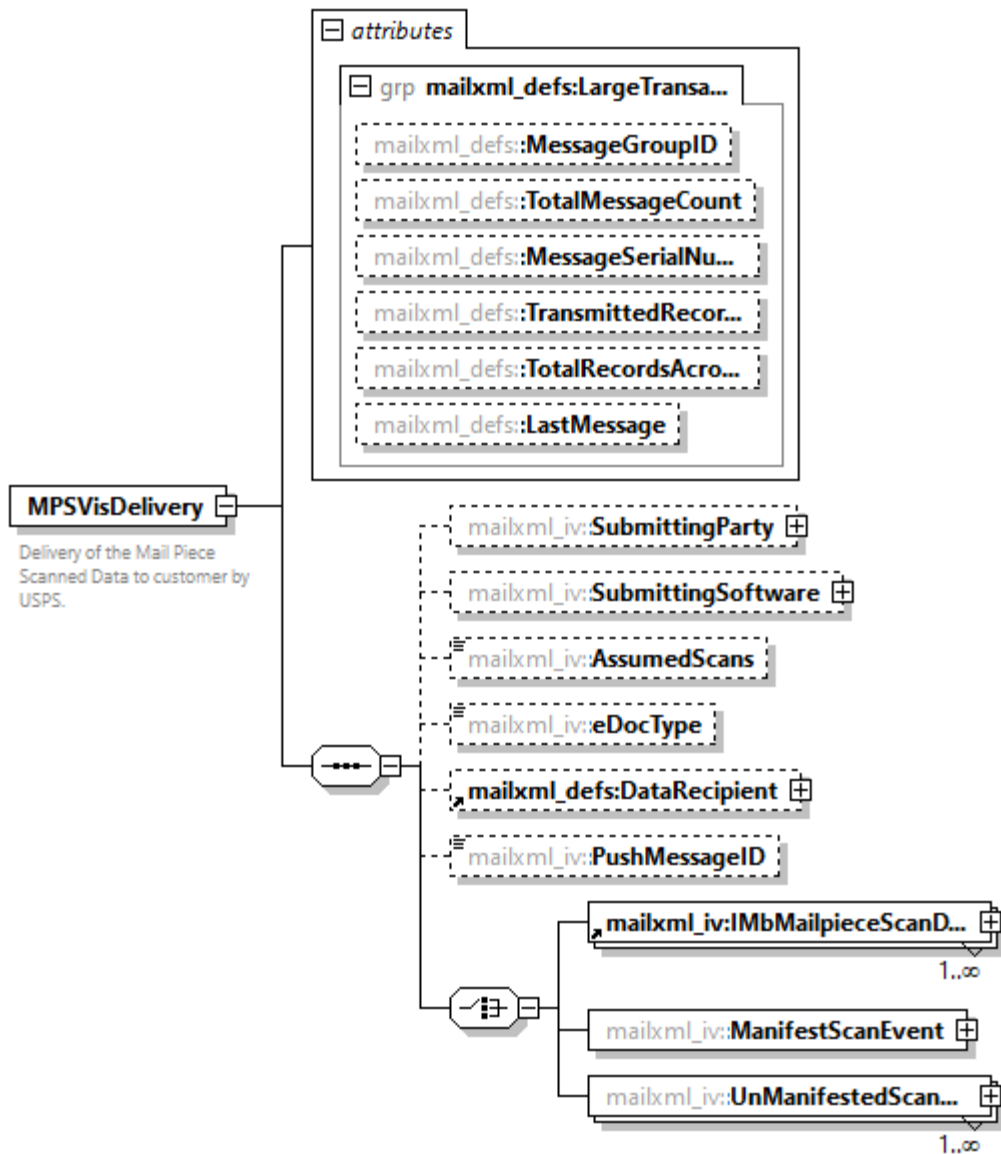 attributes
grp mailxml_defs:LargeTransa...
mailxml_defs::MessageGroupID
mailxml_defs::TotalMessageCount
mailxml_defs::MessageSerialNu...
mailxml_defs::TransmittedRecor...
mailxml_defs::TotalRecordsAcro...
mailxml_defs::LastMessage
MPSVisDelivery
Delivery of the Mail Piece
Scanned Data to customer by
USPS.
mailxml_iv::SubmittingParty
mailxml_iv::SubmittingSoftware
mailxml_iv::AssumedScans
mailxml_iv::eDocType
mailxml_defs:DataRecipient
mailxml_iv::PushMessageID
mailxml_iv:IMbMailpieceScanD...
1..∞
mailxml_iv::ManifestScanEvent
mailxml_iv::UnManifestedScan...
1..∞